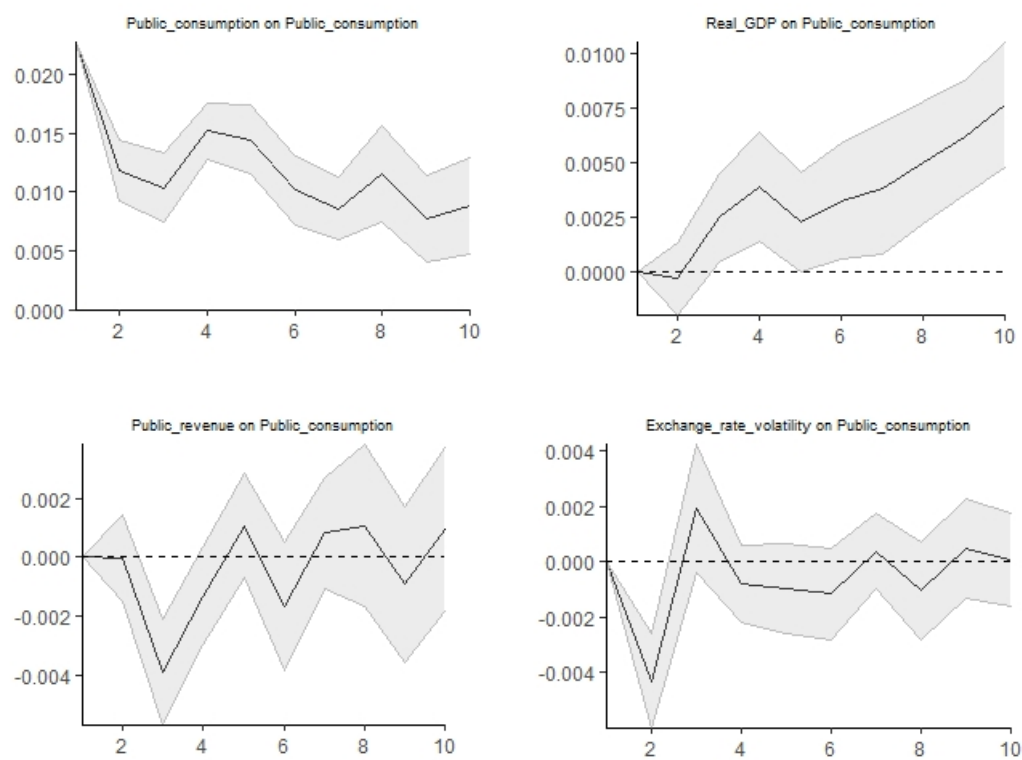 Public_consumption on Public_consumption
0.020
0.015
0.010
0.005
0.000
2 4 6 8 10
Real_GDP on Public_consumption
0.0100
0.0075
0.0050
0.0025
0.0000
2 4 6 8 10
Public_revenue on Public_consumption
0.002
0.000
-0.002
-0.004
2 4 6 8 10
Exchange_rate_volatility on Public_consumption
0.004
0.002
0.000
-0.002
-0.004
2 4 6 8 10